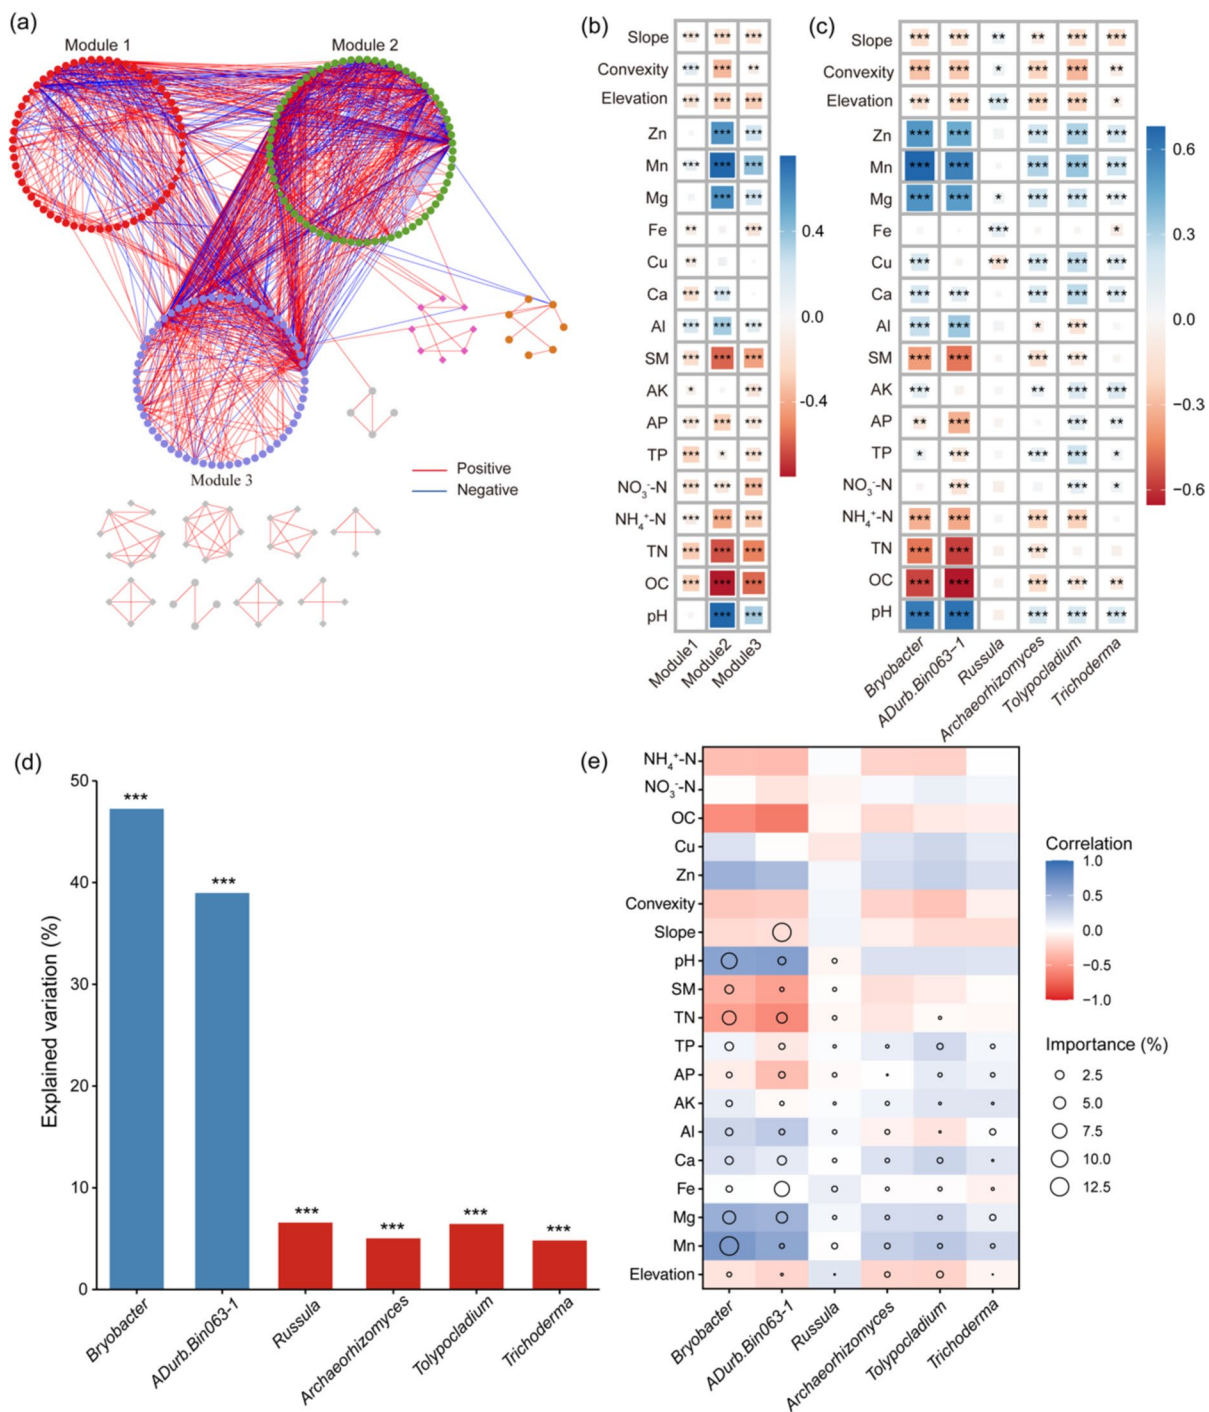 (a)
Module 1
Module 2
Module 3
Positive
Negative
(b)
Slope *** *** ***
Convexity *** *** **
Elevation *** *** ***
Zn *** ***
Mn *** *** ***
Mg *** ***
Fe ** ***
Cu **
Ca *** ***
Al *** *** ***
SM *** *** ***
AK * ***
AP *** *** ***
TP *** * ***
NO₃⁻-N *** *** ***
NH₄⁺-N *** *** ***
TN *** *** ***
OC *** *** ***
pH *** ***
Module1
Module2
Module3
0.4
0.0
−0.4
(c)
Slope *** *** ** ** *** ***
Convexity *** *** * *** *** **
Elevation *** *** *** *** *** *
Zn *** *** *** *** ***
Mn *** *** *** *** ***
Mg *** *** * *** *** ***
Fe *** *
Cu *** *** *** *** ***
Ca *** *** *** *** ***
Al *** *** * ***
SM *** *** *** ***
AK *** ** *** ***
AP ** *** *** **
TP * *** *** *** *
NO₃⁻-N *** *** *
NH₄⁺-N *** *** *** ***
TN *** *** ***
OC *** *** *** *** **
pH *** *** *** *** ***
Bryobacter
ADurb.Bin063−1
Russula
Archaeorhizomyces
Tolypocladium
Trichoderma
0.6
0.3
0.0
−0.3
−0.6
(d)
Explained variation (%)
50
40
30
20
10
0
***
***
***
***
***
***
Bryobacter
ADurb.Bin063-1
Russula
Archaeorhizomyces
Tolypocladium
Trichoderma
(e)
NH₄⁺-N
NO₃⁻-N
OC
Cu
Zn
Convexity
Slope
pH
SM
TN
TP
AP
AK
Al
Ca
Fe
Mg
Mn
Elevation
Bryobacter
ADurb.Bin063-1
Russula
Archaeorhizomyces
Tolypocladium
Trichoderma
Correlation
1.0
0.5
0.0
−0.5
−1.0
Importance (%)
2.5
5.0
7.5
10.0
12.5